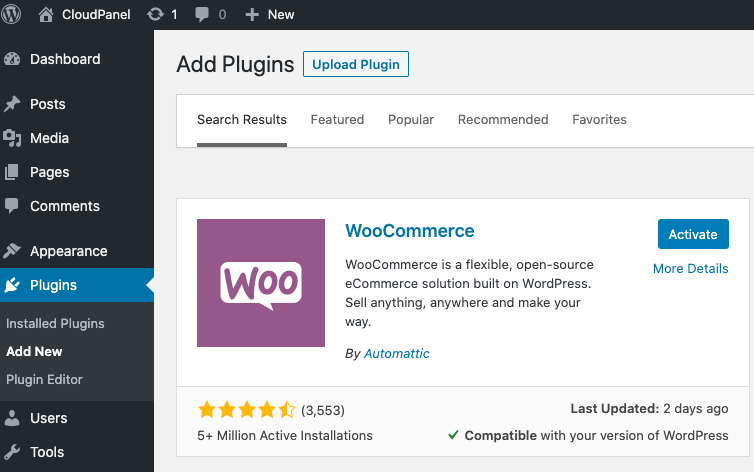 CloudPanel 1 0 New
Dashboard
Posts
Media
Pages
Comments
Appearance
Plugins
Installed Plugins
Add New
Plugin Editor
Users
Tools
Add Plugins Upload Plugin
Search Results Featured Popular Recommended Favorites
Woo
WooCommerce
Activate
More Details
WooCommerce is a flexible, open-source
eCommerce solution built on WordPress.
Sell anything, anywhere and make your
way.
By Automattic
(3,553)
5+ Million Active Installations
Last Updated: 2 days ago
Compatible with your version of WordPress